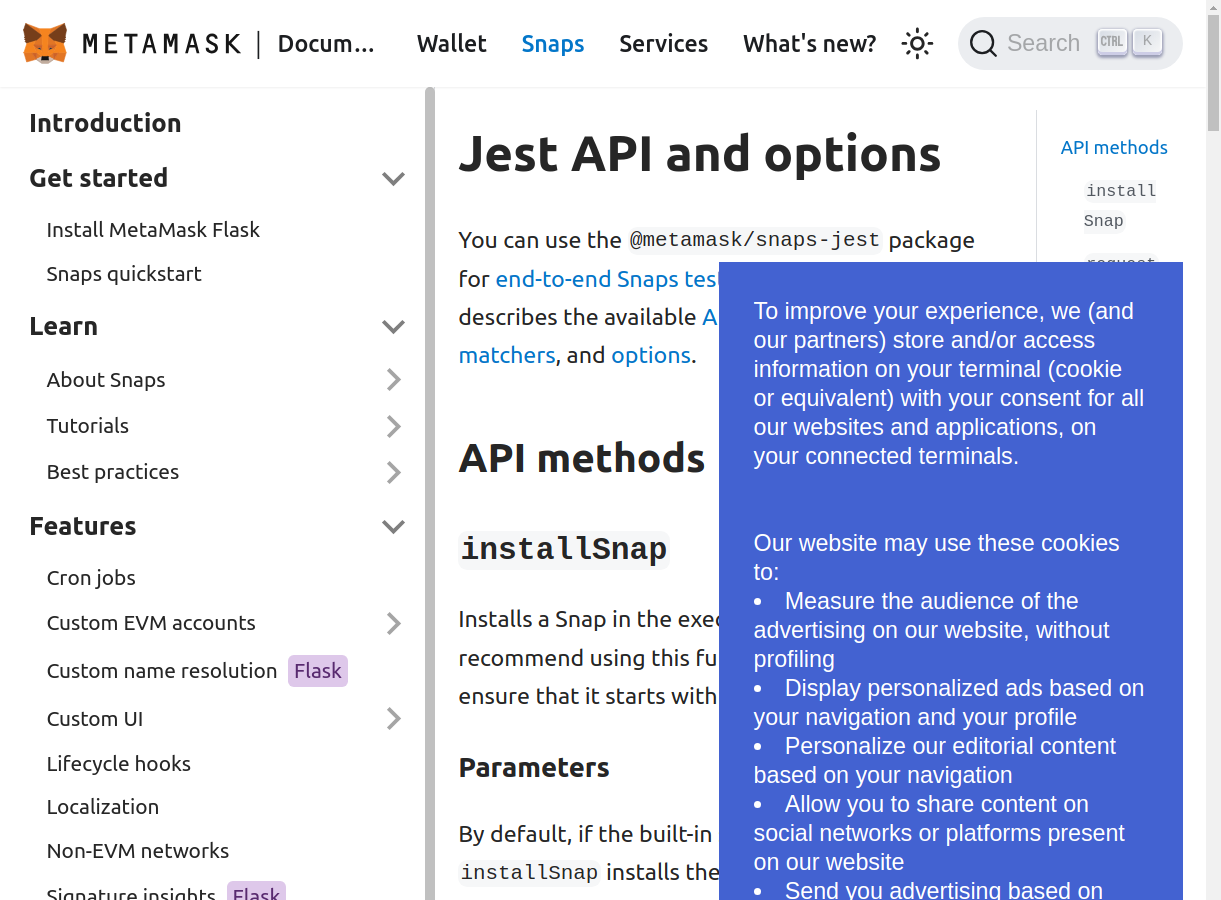 METAMASK | Docum... Wallet Snaps Services What's new? Search CTRL K
Introduction
Get started
Install MetaMask Flask
Snaps quickstart
Learn
About Snaps
Tutorials
Best practices
Features
Cron jobs
Custom EVM accounts
Custom name resolution Flask
Custom UI
Lifecycle hooks
Localization
Non-EVM networks
Signature insights Flask
Jest API and options
You can use the @metamask/snaps-jest package
for end-to-end Snaps test
describes the available A
matchers, and options.
API methods
installSnap
Installs a Snap in the exec
recommend using this fu
ensure that it starts with
Parameters
By default, if the built-in
installSnap installs the
API methods
install
Snap
request
To improve your experience, we (and
our partners) store and/or access
information on your terminal (cookie
or equivalent) with your consent for all
our websites and applications, on
your connected terminals.
Our website may use these cookies
to:
• Measure the audience of the
advertising on our website, without
profiling
• Display personalized ads based on
your navigation and your profile
• Personalize our editorial content
based on your navigation
• Allow you to share content on
social networks or platforms present
on our website
• Send you advertising based on